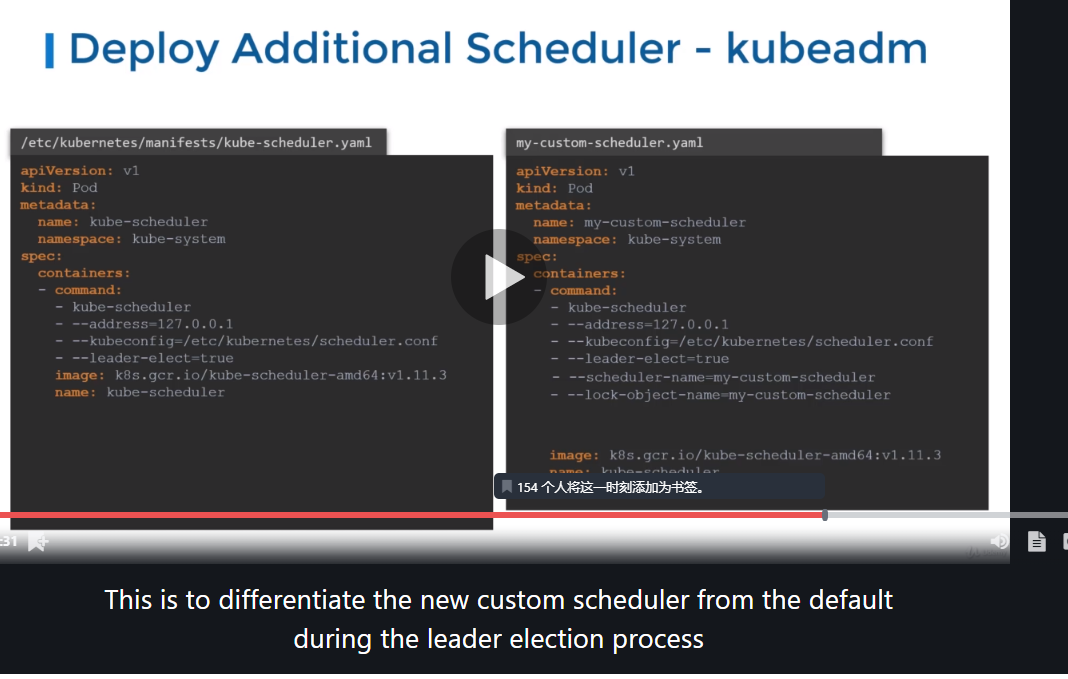 Deploy Additional Scheduler - kubeadm
/etc/kubernetes/manifests/kube-scheduler.yaml
apiVersion: v1
kind: Pod
metadata:
  name: kube-scheduler
  namespace: kube-system
spec:
  containers:
  - command:
    - kube-scheduler
    - --address=127.0.0.1
    - --kubeconfig=/etc/kubernetes/scheduler.conf
    - --leader-elect=true
    image: k8s.gcr.io/kube-scheduler-amd64:v1.11.3
    name: kube-scheduler
my-custom-scheduler.yaml
apiVersion: v1
kind: Pod
metadata:
  name: my-custom-scheduler
  namespace: kube-system
spec:
  containers:
  - command:
    - kube-scheduler
    - --address=127.0.0.1
    - --kubeconfig=/etc/kubernetes/scheduler.conf
    - --leader-elect=true
    - --scheduler-name=my-custom-scheduler
    - --lock-object-name=my-custom-scheduler
    image: k8s.gcr.io/kube-scheduler-amd64:v1.11.3
    name: kube-scheduler
154 个人将这一时刻添加为书签。
:31
This is to differentiate the new custom scheduler from the default
during the leader election process